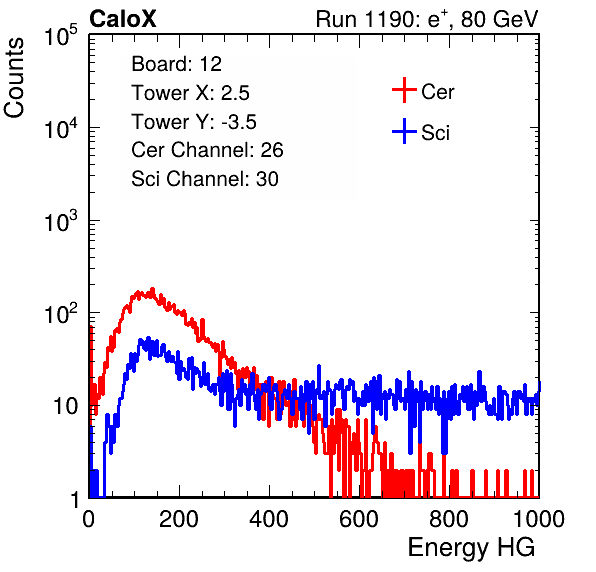 CaloX Run 1190: e⁺, 80 GeV
Counts
Board: 12
Tower X: 2.5
Tower Y: -3.5
Cer Channel: 26
Sci Channel: 30
Cer
Sci
10⁵
10⁴
10³
10²
10
1
0 200 400 600 800 1000
Energy HG